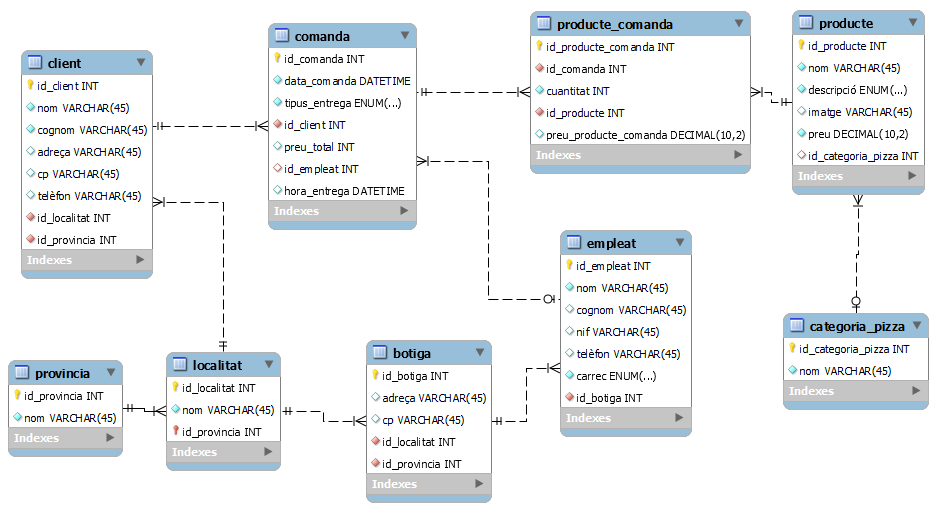 client
id_client INT
nom VARCHAR(45)
cognom VARCHAR(45)
adreça VARCHAR(45)
cp VARCHAR(45)
telèfon VARCHAR(45)
id_localitat INT
id_provincia INT
Indexes
comanda
id_comanda INT
data_comanda DATETIME
tipus_entrega ENUM(...)
id_client INT
preu_total INT
id_empleat INT
hora_entrega DATETIME
Indexes
producte_comanda
id_producte_comanda INT
id_comanda INT
cuantitat INT
id_producte INT
preu_producte_comanda DECIMAL(10,2)
Indexes
producte
id_producte INT
nom VARCHAR(45)
descripció ENUM(...)
imatge VARCHAR(45)
preu DECIMAL(10,2)
id_categoria_pizza INT
Indexes
empleat
id_empleat INT
nom VARCHAR(45)
cognom VARCHAR(45)
nif VARCHAR(45)
telèfon VARCHAR(45)
carrec ENUM(...)
id_botiga INT
Indexes
categoria_pizza
id_categoria_pizza INT
nom VARCHAR(45)
Indexes
provincia
id_provincia INT
nom VARCHAR(45)
Indexes
localitat
id_localitat INT
nom VARCHAR(45)
id_provincia INT
Indexes
botiga
id_botiga INT
adreça VARCHAR(45)
cp VARCHAR(45)
id_localitat INT
id_provincia INT
Indexes